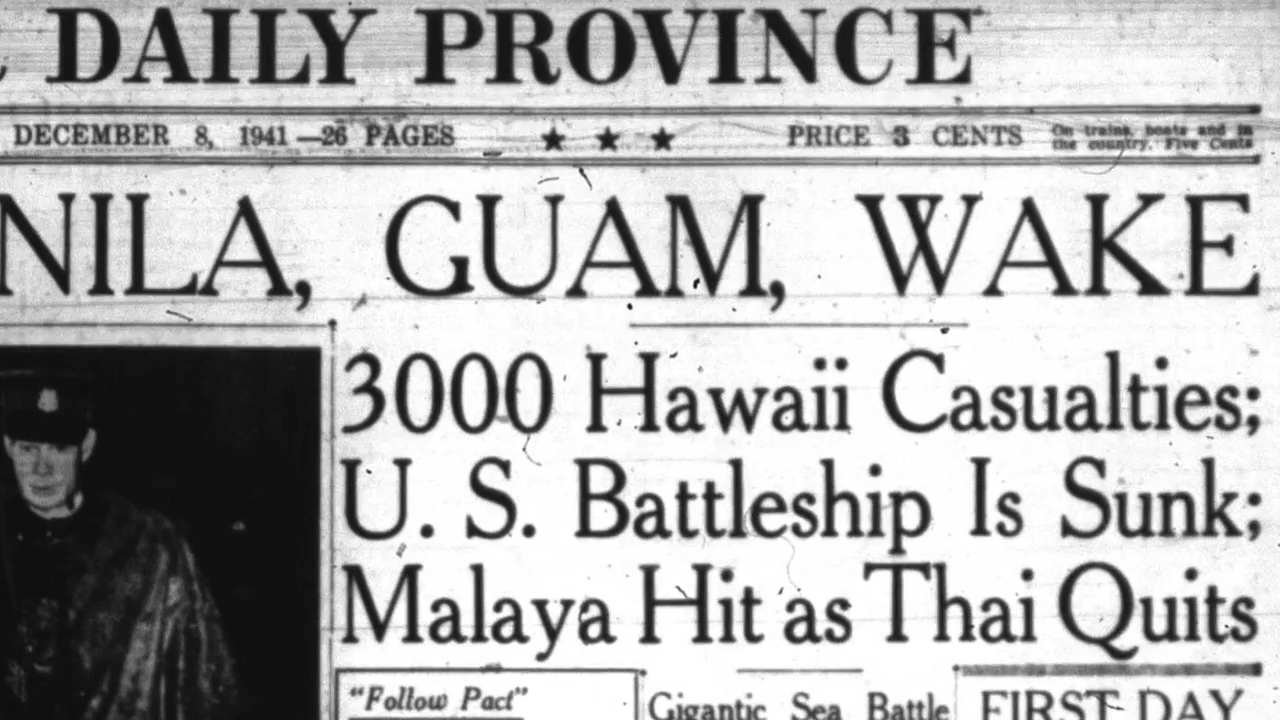 DAILY PROVINCE
DECEMBER 8, 1941—26 PAGES ★ ★ ★ PRICE 3 CENTS On trains, boats and in
the country, Five Cents
NILA, GUAM, WAKE
3000 Hawaii Casualties;
U. S. Battleship Is Sunk;
Malaya Hit as Thai Quits
"Follow Pact"
Gigantic Sea Battle
FIRST DAY